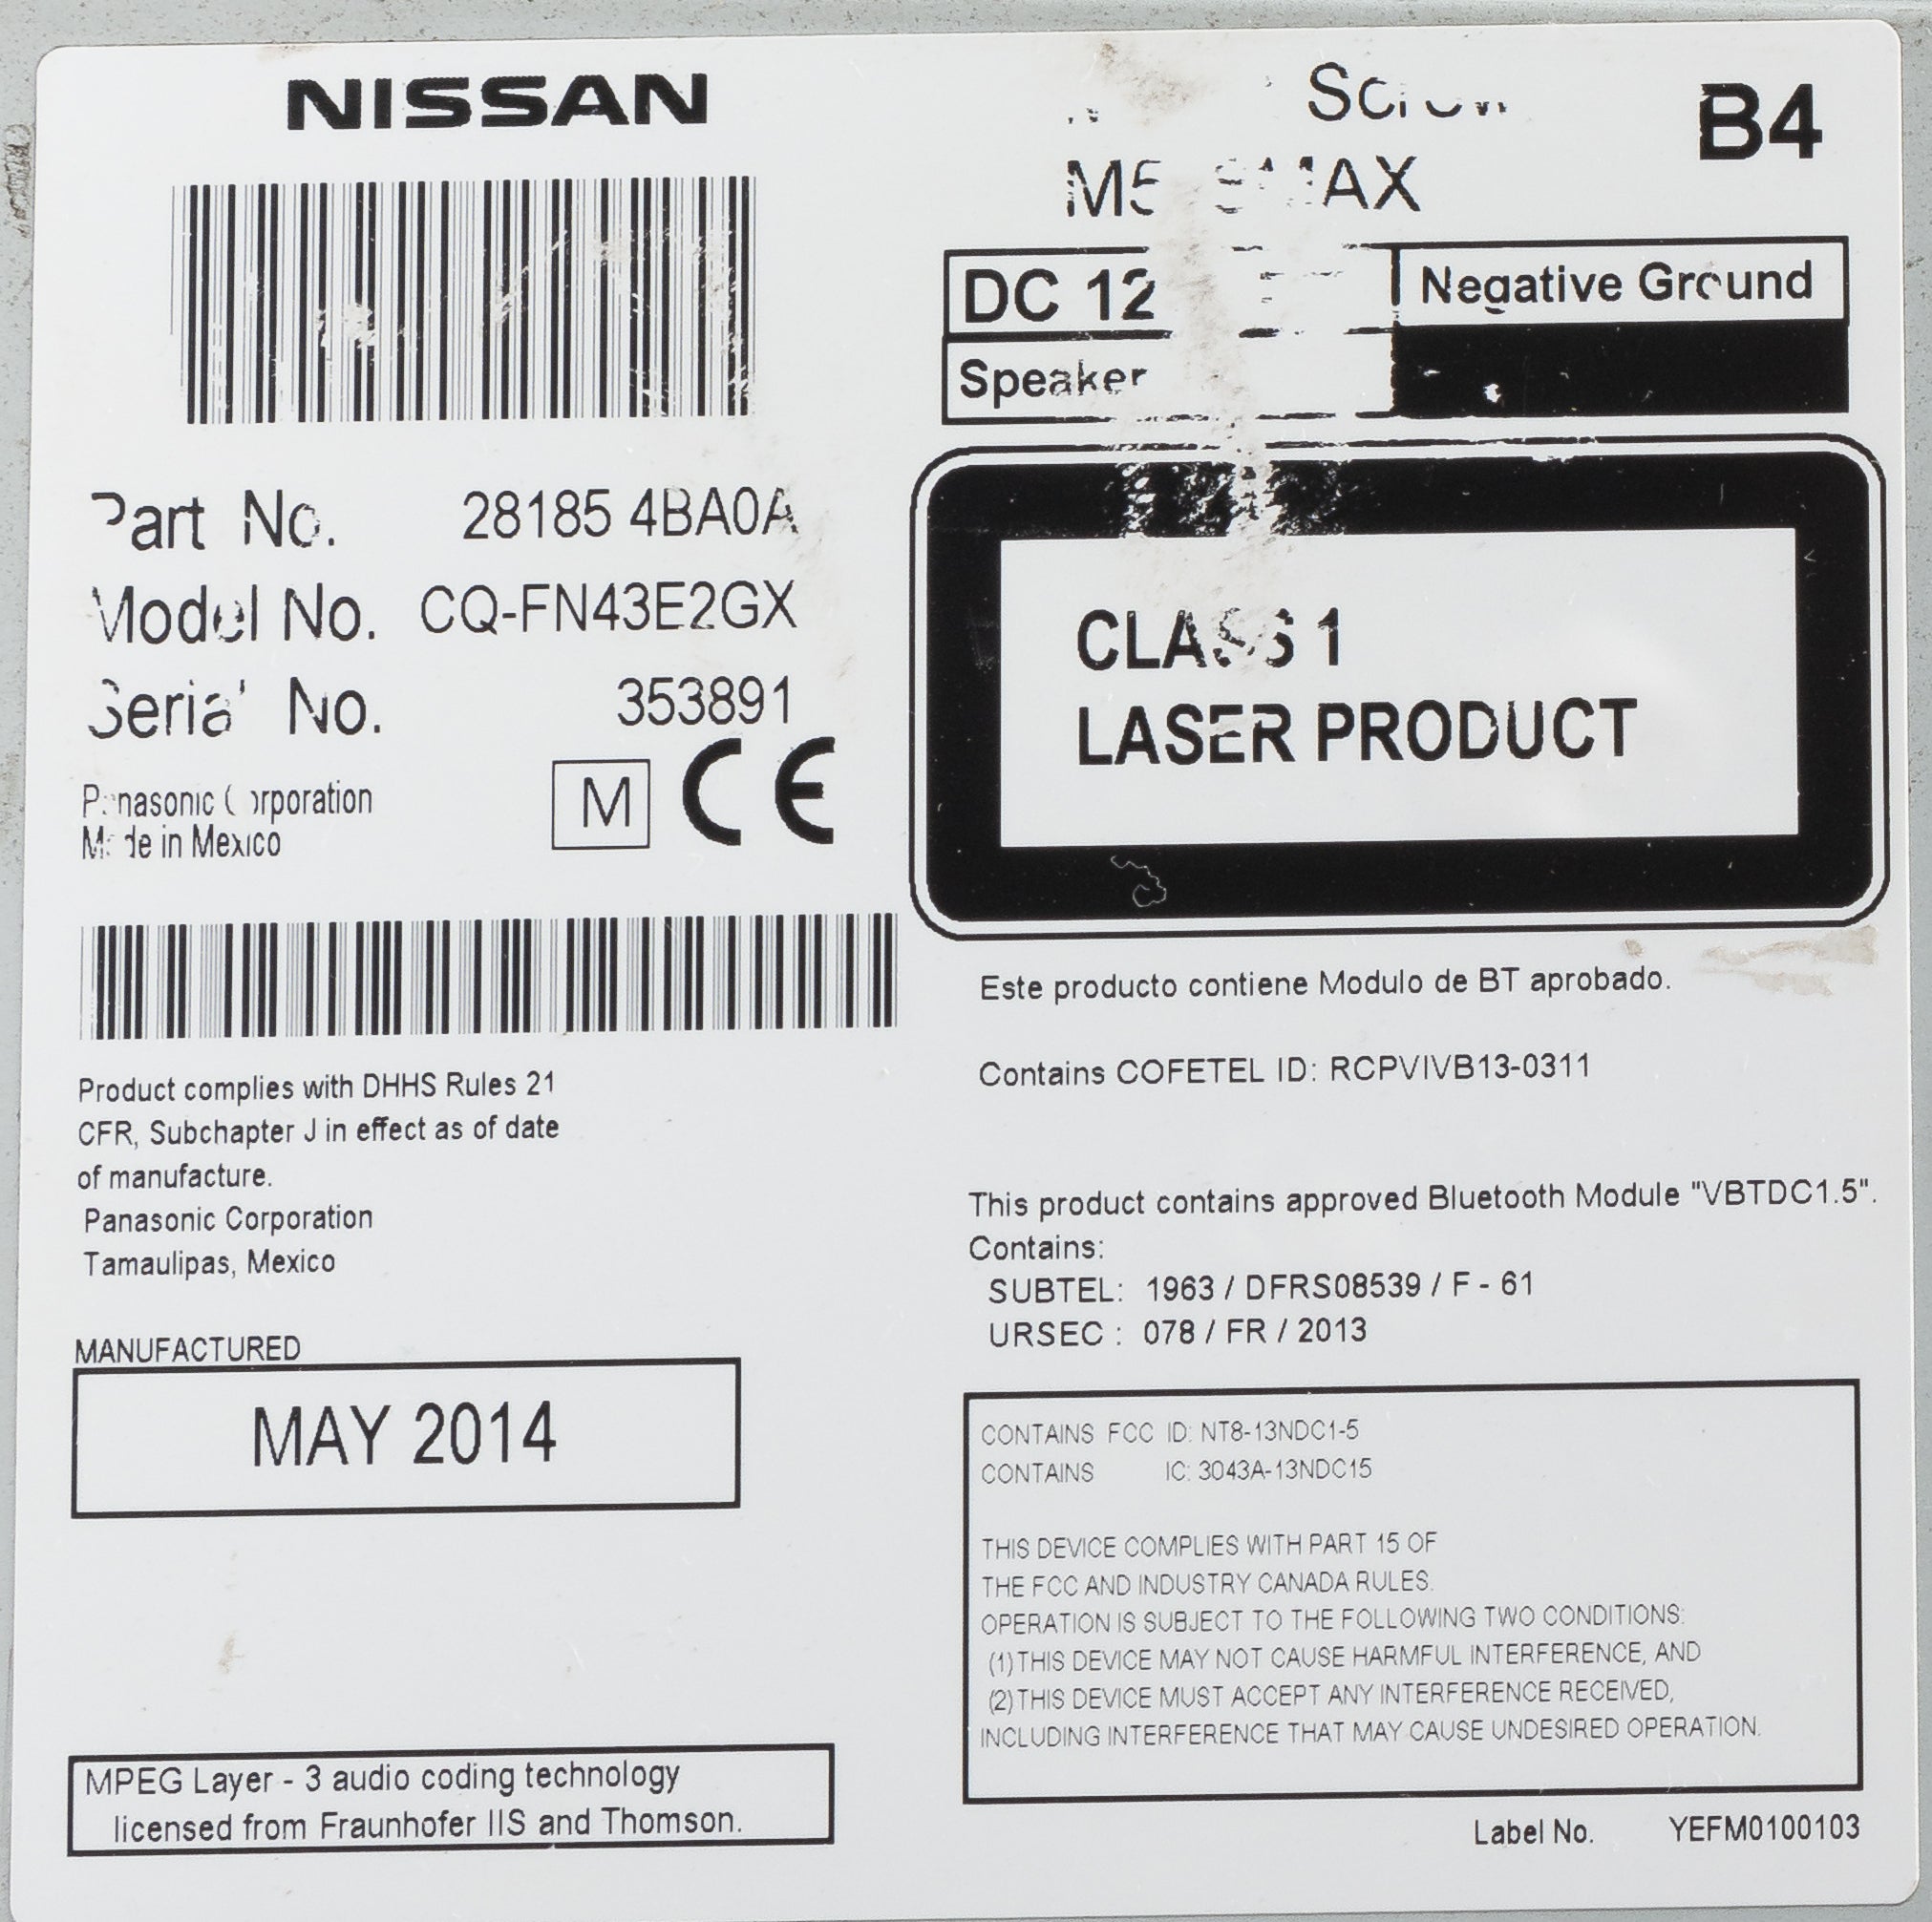 NISSAN
Part No. 28185 4BA0A
Model No. CQ-FN43E2GX
Serial No. 353891
Panasonic Corporation
Made in Mexico
M CE
Product complies with DHHS Rules 21
CFR, Subchapter J in effect as of date
of manufacture.
Panasonic Corporation
Tamaulipas, Mexico
MANUFACTURED
MAY 2014
MPEG Layer - 3 audio coding technology
licensed from Fraunhofer IIS and Thomson.
Screw
B4
DC 12
Negative Ground
Speaker
CLASS 1
LASER PRODUCT
Este producto contiene Modulo de BT aprobado.
Contains COFETEL ID: RCPVIVB13-0311
This product contains approved Bluetooth Module "VBTDC1.5".
Contains:
SUBTEL: 1963 / DFRS08539 / F - 61
URSEC : 078 / FR / 2013
CONTAINS FCC ID: NT8-13NDC1-5
CONTAINS IC: 3043A-13NDC15
THIS DEVICE COMPLIES WITH PART 15 OF
THE FCC AND INDUSTRY CANADA RULES.
OPERATION IS SUBJECT TO THE FOLLOWING TWO CONDITIONS:
(1)THIS DEVICE MAY NOT CAUSE HARMFUL INTERFERENCE, AND
(2)THIS DEVICE MUST ACCEPT ANY INTERFERENCE RECEIVED,
INCLUDING INTERFERENCE THAT MAY CAUSE UNDESIRED OPERATION.
Label No. YEFM0100103